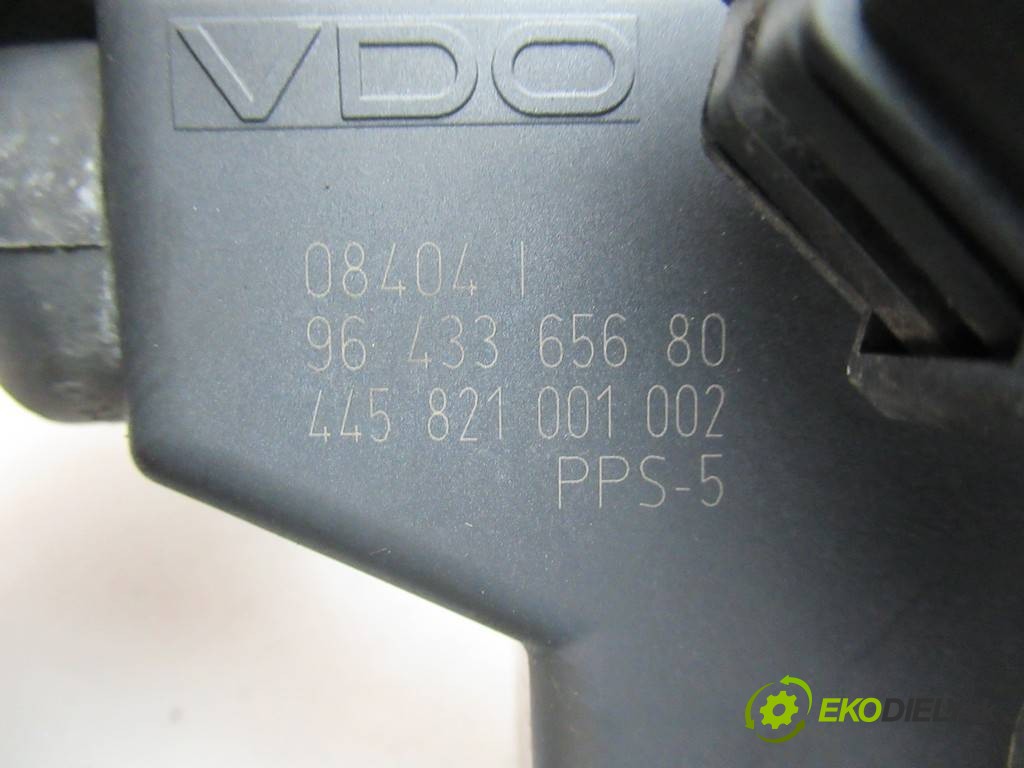 VDO
08404 I
96 433 656 80
445 821 001 002
PPS-5
EKODIEL